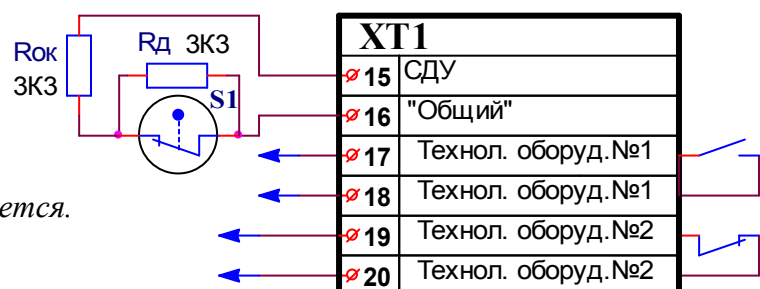 XT1
Rок
3К3
Rд 3К3
S1
15 СДУ
16 "Общий"
17 Технол. оборуд.№1
18 Технол. оборуд.№1
ется.
19 Технол. оборуд.№2
20 Технол. оборуд.№2